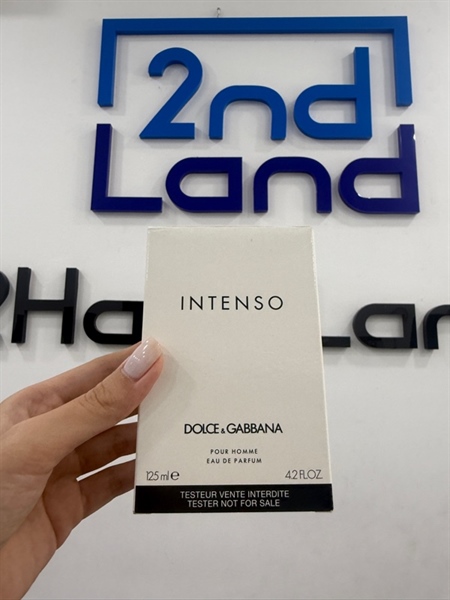 2nd
Land
INTENSO
DOLCE & GABBANA
POUR HOMME
EAU DE PARFUM
125 ml e 4.2 FL.OZ.
TESTEUR VENTE INTERDITE
TESTER NOT FOR SALE